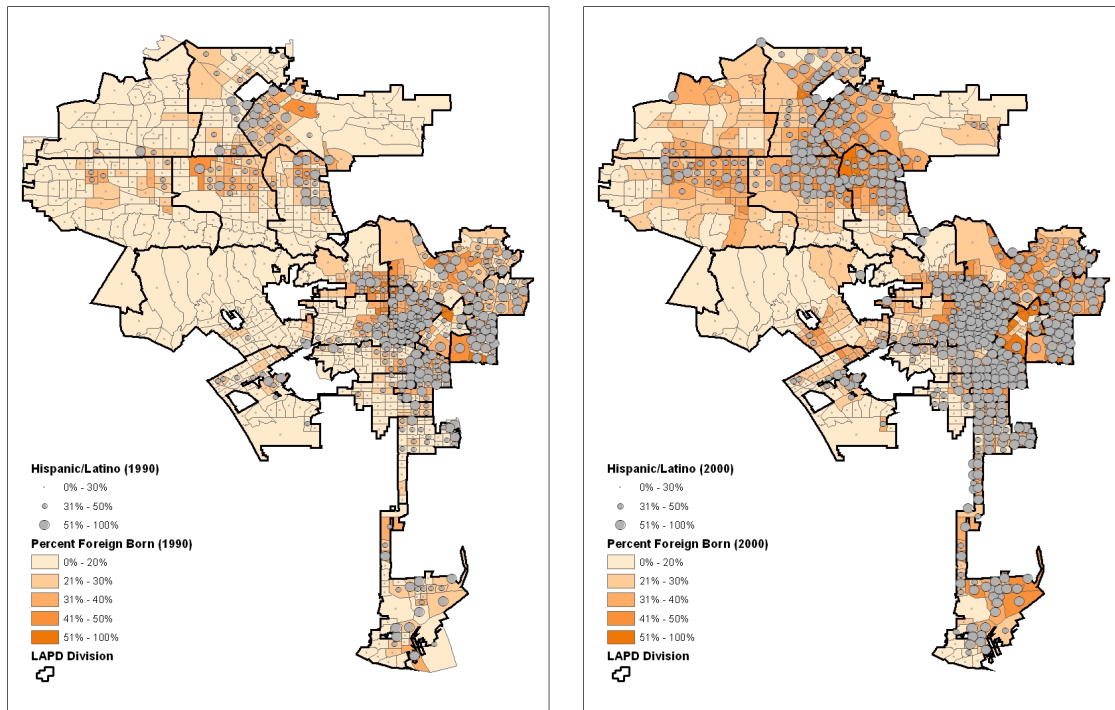 Hispanic/Latino (1990)
0% - 30%
31% - 50%
51% - 100%
Percent Foreign Born (1990)
0% - 20%
21% - 30%
31% - 40%
41% - 50%
51% - 100%
LAPD Division
Hispanic/Latino (2000)
0% - 30%
31% - 50%
51% - 100%
Percent Foreign Born (2000)
0% - 20%
21% - 30%
31% - 40%
41% - 50%
51% - 100%
LAPD Division